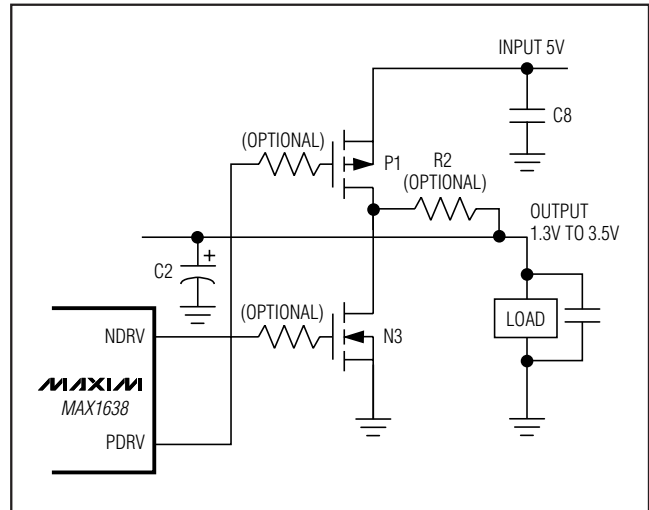 INPUT 5V
C8
(OPTIONAL)
P1
R2
(OPTIONAL)
OUTPUT
1.3V TO 3.5V
C2
+
(OPTIONAL)
NDRV
N3
LOAD
MAXIM
MAX1638
PDRV